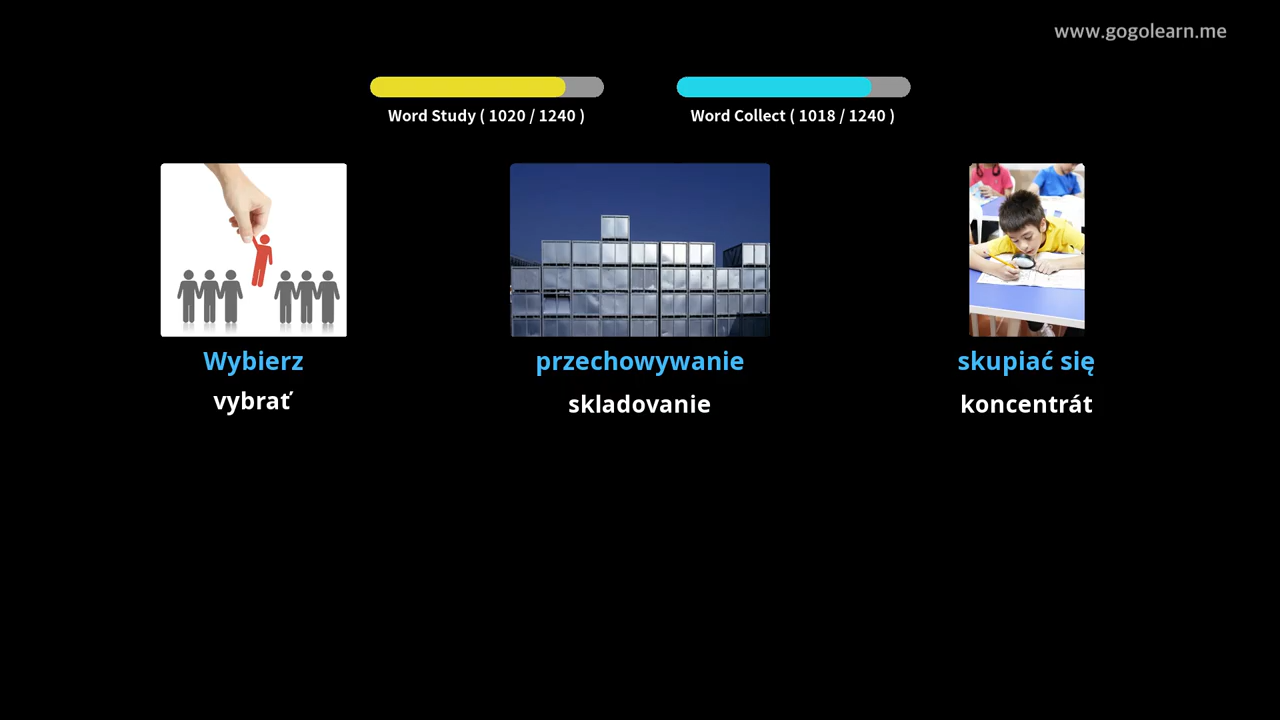 www.gogolearn.me
Word Study ( 1020 / 1240 )
Word Collect ( 1018 / 1240 )
Wybierz
przechowywanie
skupiać się
vybrať
skladovanie
koncentrát